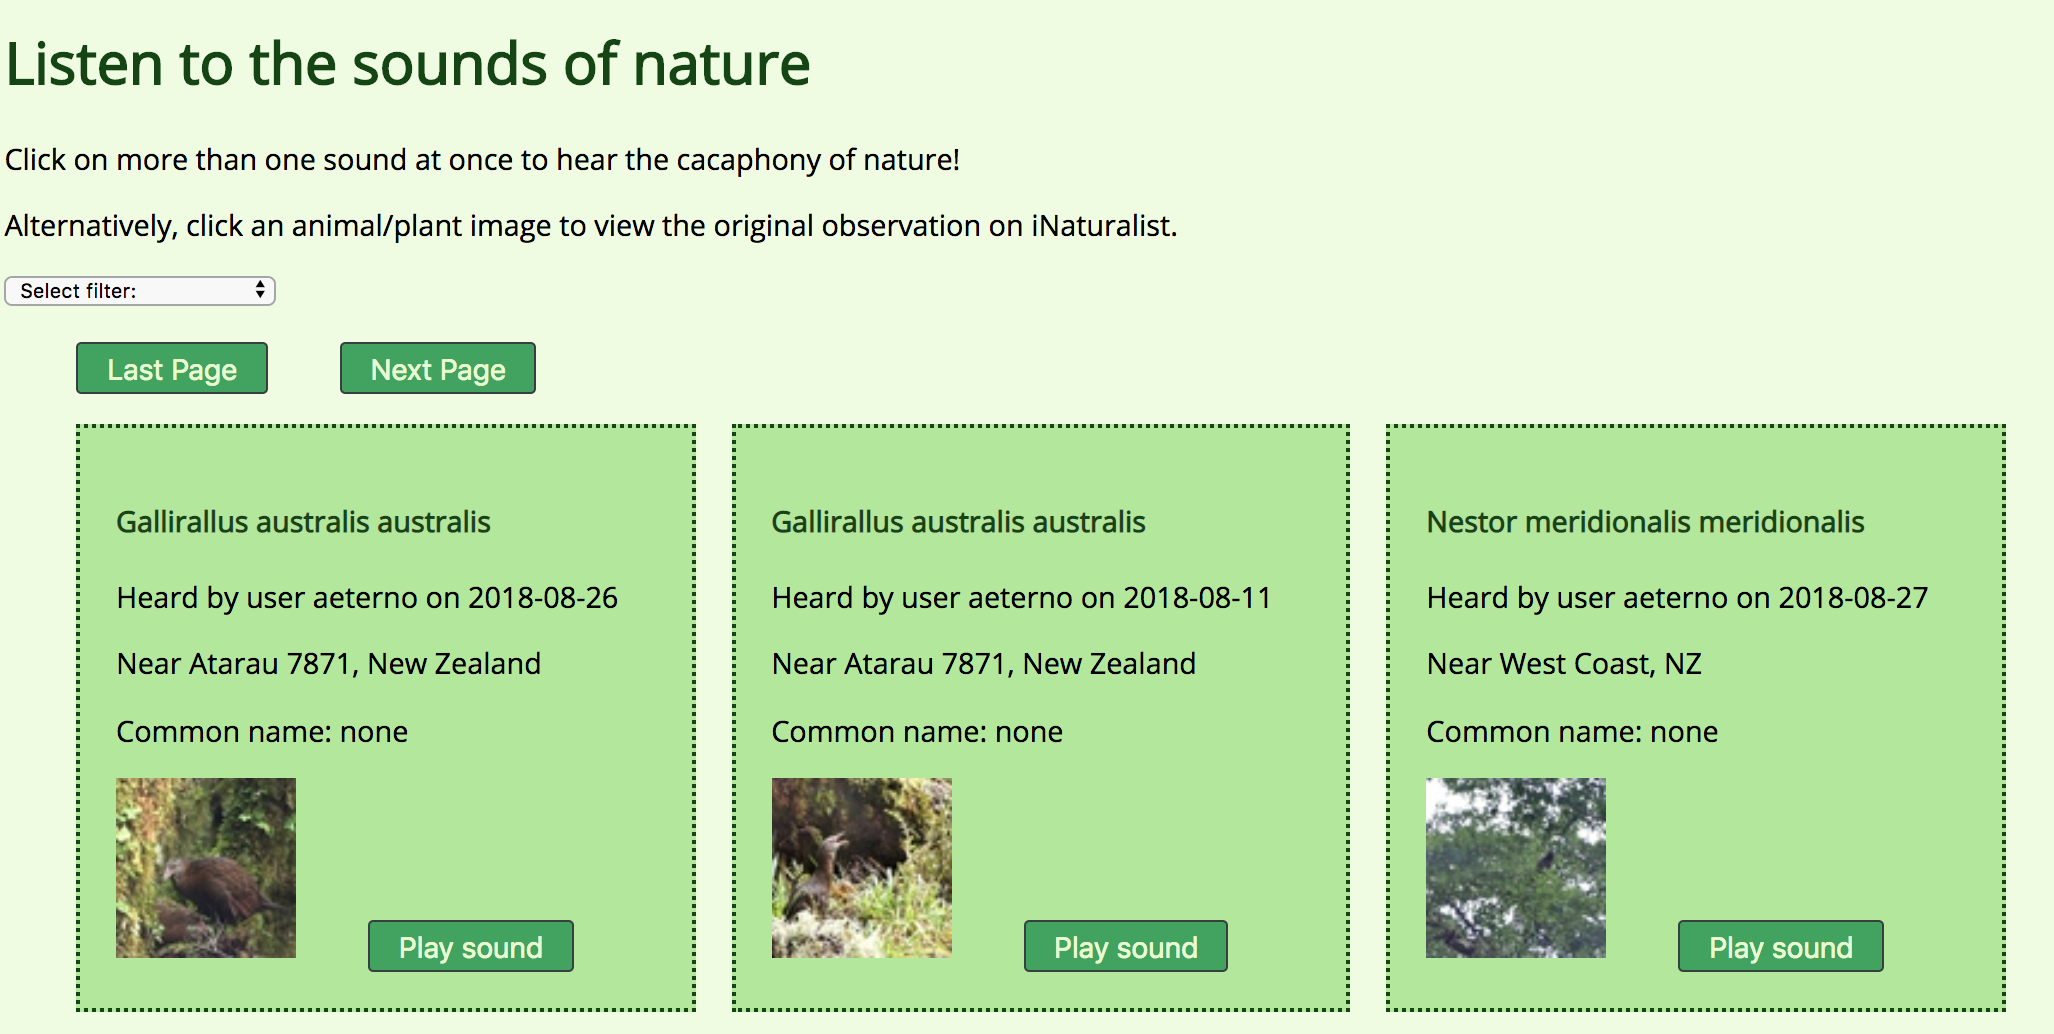 Listen to the sounds of nature
Click on more than one sound at once to hear the cacaphony of nature!
Alternatively, click an animal/plant image to view the original observation on iNaturalist.
Select filter:
Last Page
Next Page
Gallirallus australis australis
Heard by user aeterno on 2018-08-26
Near Atarau 7871, New Zealand
Common name: none
Play sound
Gallirallus australis australis
Heard by user aeterno on 2018-08-11
Near Atarau 7871, New Zealand
Common name: none
Play sound
Nestor meridionalis meridionalis
Heard by user aeterno on 2018-08-27
Near West Coast, NZ
Common name: none
Play sound